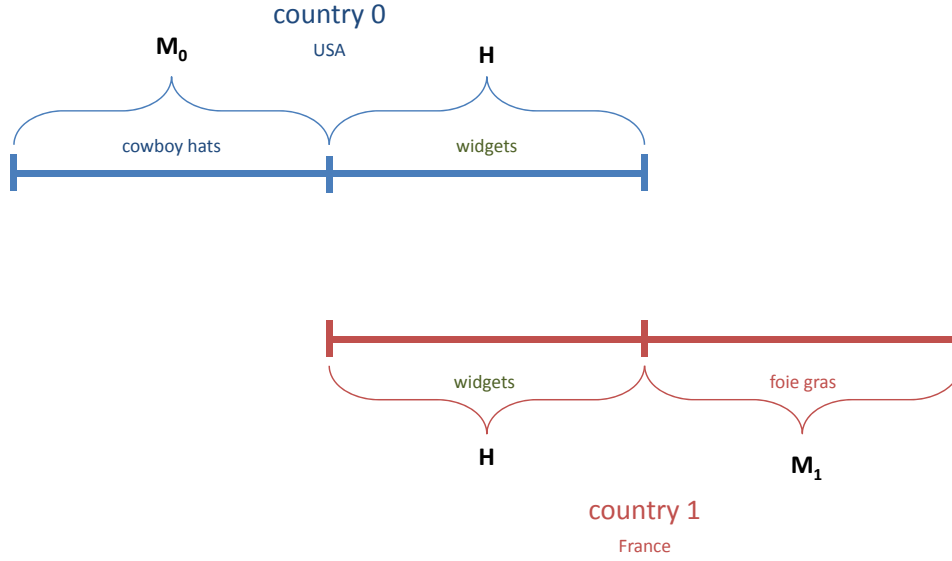 country 0
USA
M₀
H
cowboy hats
widgets
widgets
foie gras
H
M₁
country 1
France